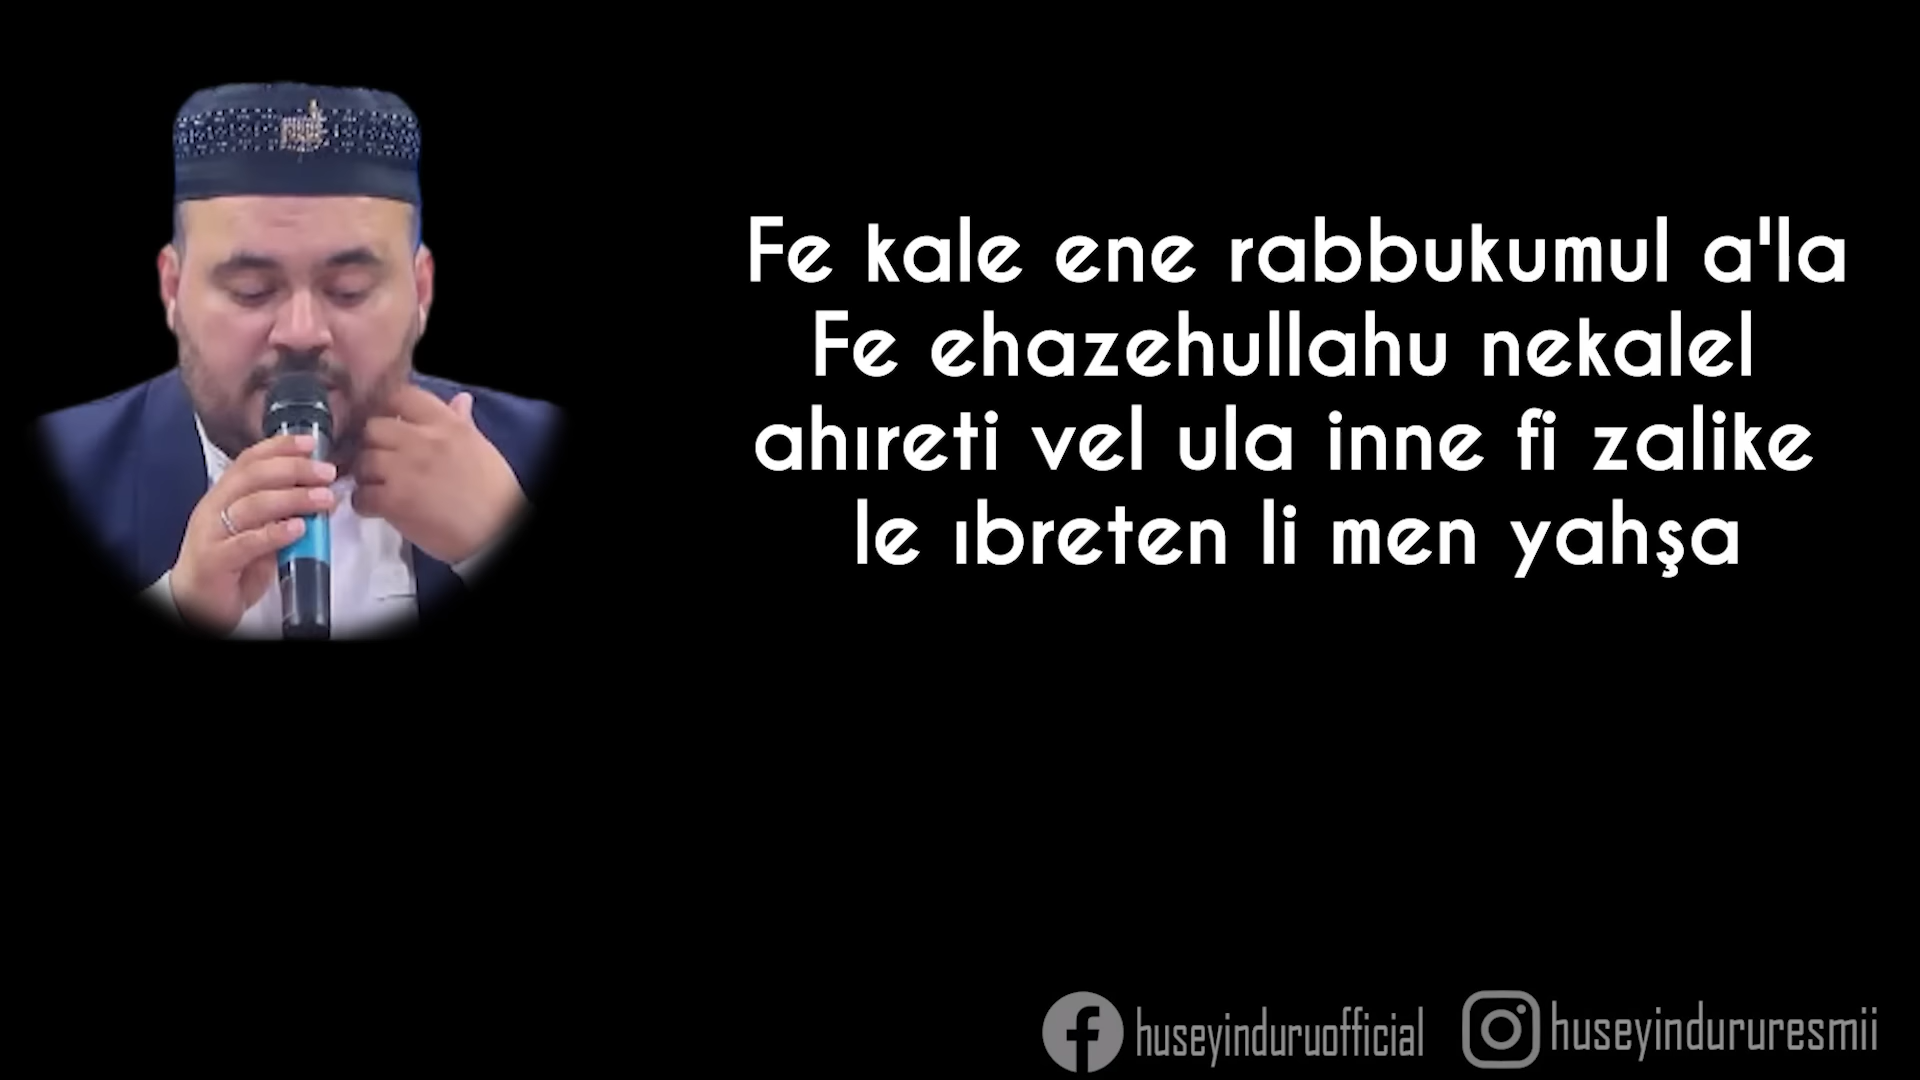 Fe kale ene rabbukumul a'la
Fe ehazehullahu nekalel
ahıreti vel ula inne fi zalike
le ıbreten li men yahşa
huseyinduruofficial
huseyindururesmii